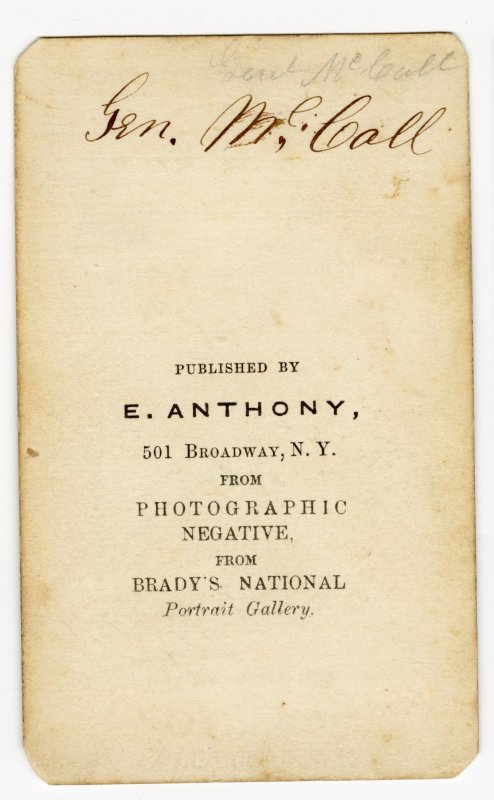 Genl McCall
Gen. McCall
PUBLISHED BY
E. ANTHONY,
501 BROADWAY, N. Y.
FROM
PHOTOGRAPHIC
NEGATIVE,
FROM
BRADY'S NATIONAL
Portrait Gallery.